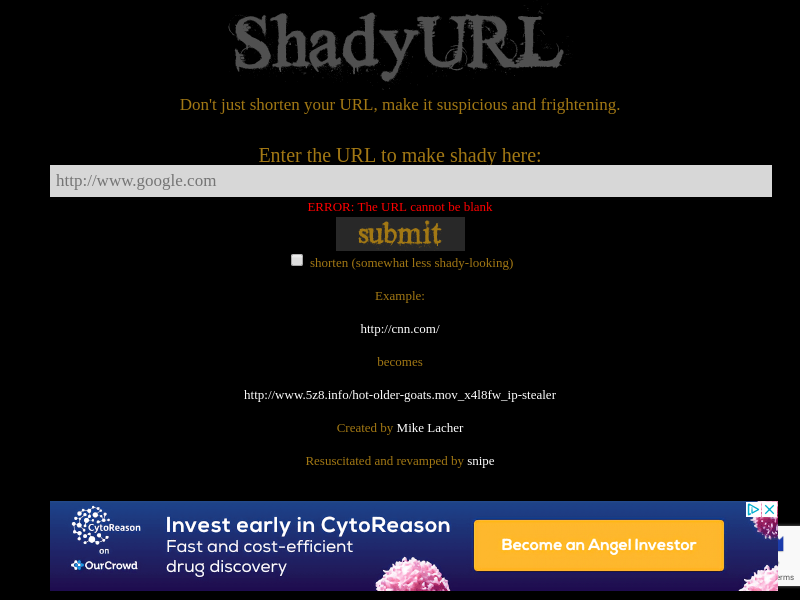 ShadyURL
Don't just shorten your URL, make it suspicious and frightening.
Enter the URL to make shady here:
http://www.google.com
ERROR; The URL cannot be blank
submit
shorten (somewhat less shady-looking)
Example:
http://cnn.com/
becomes
http://www.5z8.info/hot-older-goats.mov_x4l8fw_ip-stealer
Created by Mike Lacher
Resuscitated and revamped by snipe
CytoReason
on
OurCrowd
Invest early in CytoReason
Fast and cost-efficient
drug discovery
Become an Angel Investor